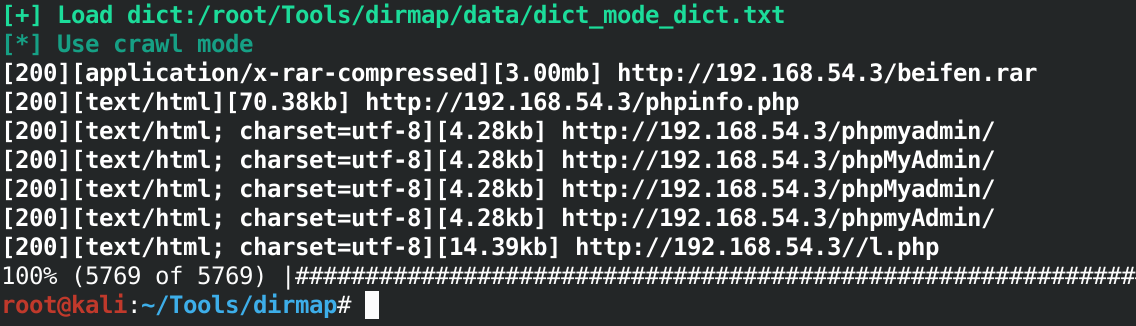 [+] Load dict:/root/Tools/dirmap/data/dict_mode_dict.txt
[*] Use crawl mode
[200][application/x-rar-compressed][3.00mb] http://192.168.54.3/beifen.rar
[200][text/html][70.38kb] http://192.168.54.3/phpinfo.php
[200][text/html; charset=utf-8][4.28kb] http://192.168.54.3/phpmyadmin/
[200][text/html; charset=utf-8][4.28kb] http://192.168.54.3/phpMyAdmin/
[200][text/html; charset=utf-8][4.28kb] http://192.168.54.3/phpMyadmin/
[200][text/html; charset=utf-8][4.28kb] http://192.168.54.3/phpmyAdmin/
[200][text/html; charset=utf-8][14.39kb] http://192.168.54.3//l.php
100% (5769 of 5769) |############################################################
root@kali:~/Tools/dirmap#